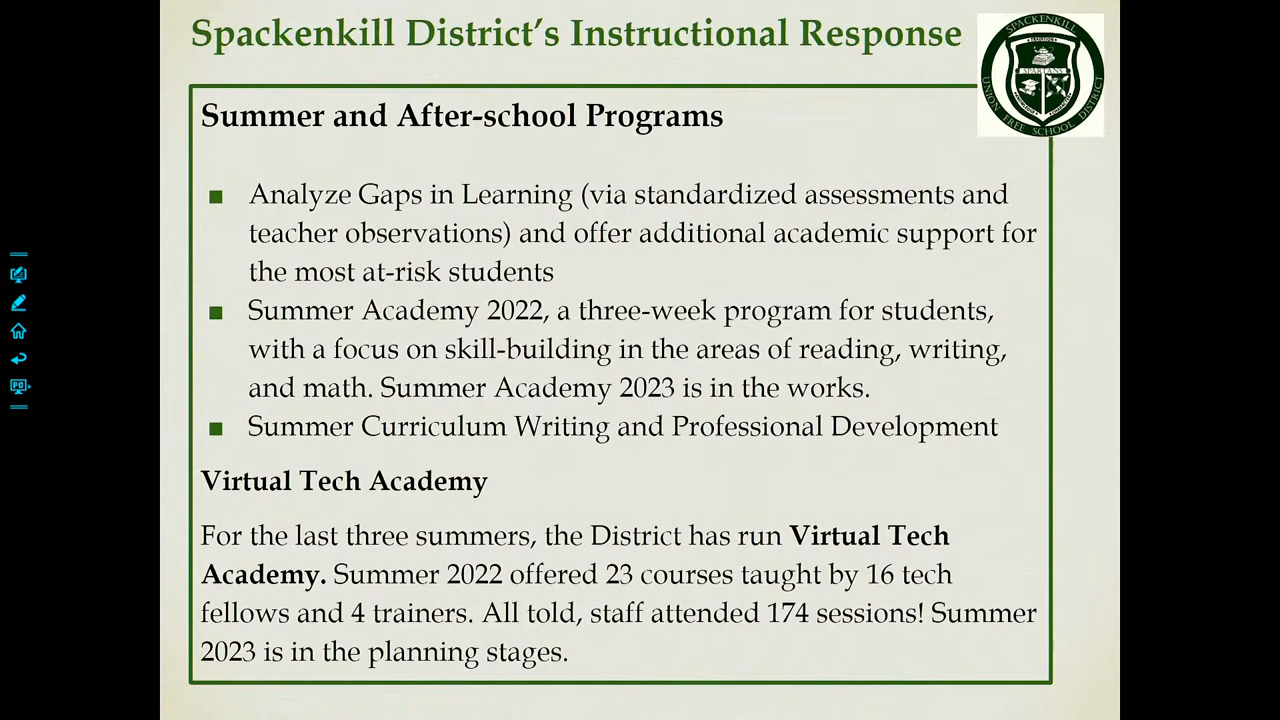 Spackenkill District's Instructional Response
SPACKENKILL
TRADITION
SPARTANS
UNION FREE SCHOOL DISTRICT
Summer and After-school Programs
■ Analyze Gaps in Learning (via standardized assessments and
teacher observations) and offer additional academic support for
the most at-risk students
■ Summer Academy 2022, a three-week program for students,
with a focus on skill-building in the areas of reading, writing,
and math. Summer Academy 2023 is in the works.
■ Summer Curriculum Writing and Professional Development
Virtual Tech Academy
For the last three summers, the District has run Virtual Tech
Academy. Summer 2022 offered 23 courses taught by 16 tech
fellows and 4 trainers. All told, staff attended 174 sessions! Summer
2023 is in the planning stages.